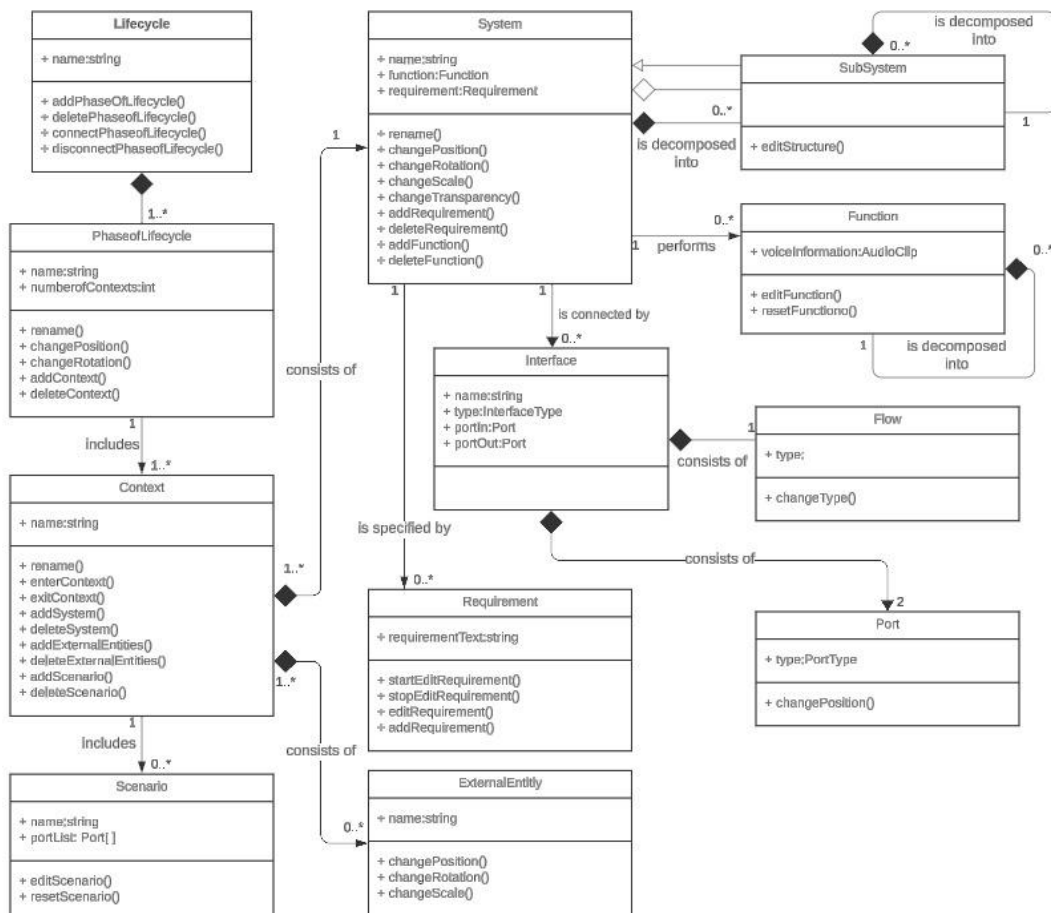 Lifecycle
+ name:string
+ addPhaseOfLifecycle()
+ deletePhaseofLifecycle()
+ connectPhaseofLifecycle()
+ disconnectPhaseofLifecycle()
1..*
PhaseofLifecycle
+ name:string
+ numberofContexts:int
+ rename()
+ changePosition()
+ changeRotation()
+ addContext()
+ deleteContext()
1
includes
1..*
Context
+ name:string
+ rename()
+ enterContext()
+ exitContext()
+ addSystem()
+ deleteSystem()
+ addExternalEntities()
+ deleteExternalEntities()
+ addScenario()
+ deleteScenario()
1
includes
0..*
Scenario
+ name:string
+ portList: Port[ ]
+ editScenario()
+ resetScenario()
1
consists of
1..*
1..*
consists of
0..*
System
+ name:string
+ function:Function
+ requirement:Requirement
+ rename()
+ changePosition()
+ changeRotation()
+ changeScale()
+ changeTransparency()
+ addRequirement()
+ deleteRequirement()
+ addFunction()
+ deleteFunction()
1
is specified by
0..*
1
is connected by
0..*
Interface
+ name:string
+ type:InterfaceType
+ portIn:Port
+ portOut:Port
Requirement
+ requirementText:string
+ startEditRequirement()
+ stopEditRequirement()
+ editRequirement()
+ addRequirement()
ExternalEntitiy
+ name:string
+ changePosition()
+ changeRotation()
+ changeScale()
0..*
is decomposed
into
is decomposed
into
0..*
SubSystem
+ editStructure()
1
1
performs
0..*
Function
+ voiceInformation:AudioClip
+ editFunction()
+ resetFunctiono()
0..*
1
is decomposed
into
1
consists of
Flow
+ type;
+ changeType()
consists of
2
Port
+ type;PortType
+ changePosition()